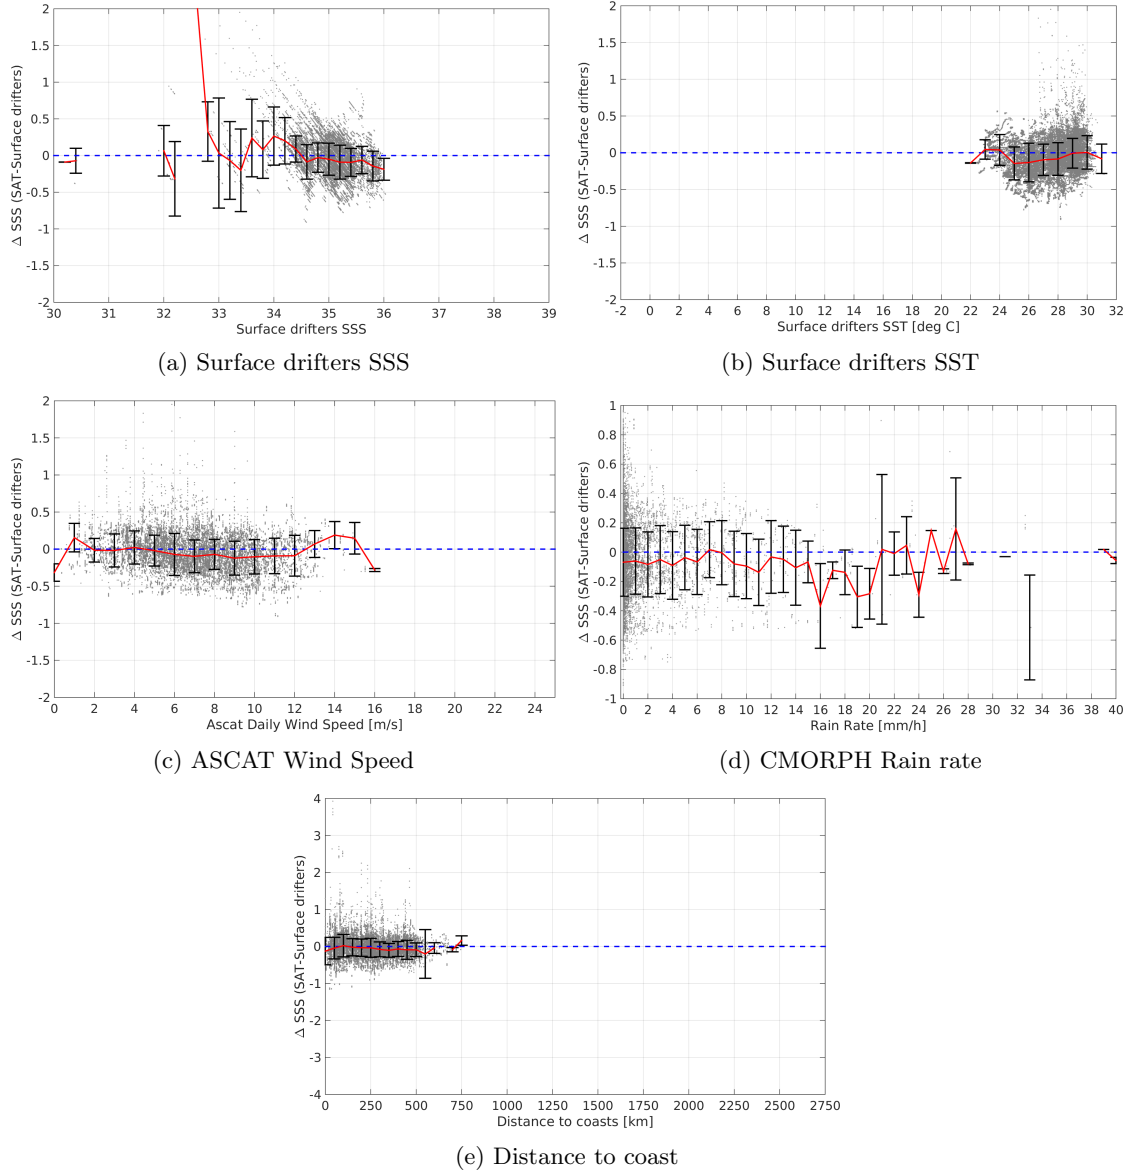 2
1.5
1
0.5
0
-0.5
-1
-1.5
-2
Δ SSS (SAT-Surface drifters)
30 31 32 33 34 35 36 37 38 39
Surface drifters SSS
(a) Surface drifters SSS
2
1.5
1
0.5
0
-0.5
-1
-1.5
-2
Δ SSS (SAT-Surface drifters)
-2 0 2 4 6 8 10 12 14 16 18 20 22 24 26 28 30 32
Surface drifters SST [deg C]
(b) Surface drifters SST
2
1.5
1
0.5
0
-0.5
-1
-1.5
-2
Δ SSS (SAT-Surface drifters)
0 2 4 6 8 10 12 14 16 18 20 22 24
Ascat Daily Wind Speed [m/s]
(c) ASCAT Wind Speed
1
0.8
0.6
0.4
0.2
0
-0.2
-0.4
-0.6
-0.8
-1
Δ SSS (SAT-Surface drifters)
0 2 4 6 8 10 12 14 16 18 20 22 24 26 28 30 32 34 36 38 40
Rain Rate [mm/h]
(d) CMORPH Rain rate
4
3
2
1
0
-1
-2
-3
-4
Δ SSS (SAT-Surface drifters)
0 250 500 750 1000 1250 1500 1750 2000 2250 2500 2750
Distance to coasts [km]
(e) Distance to coast